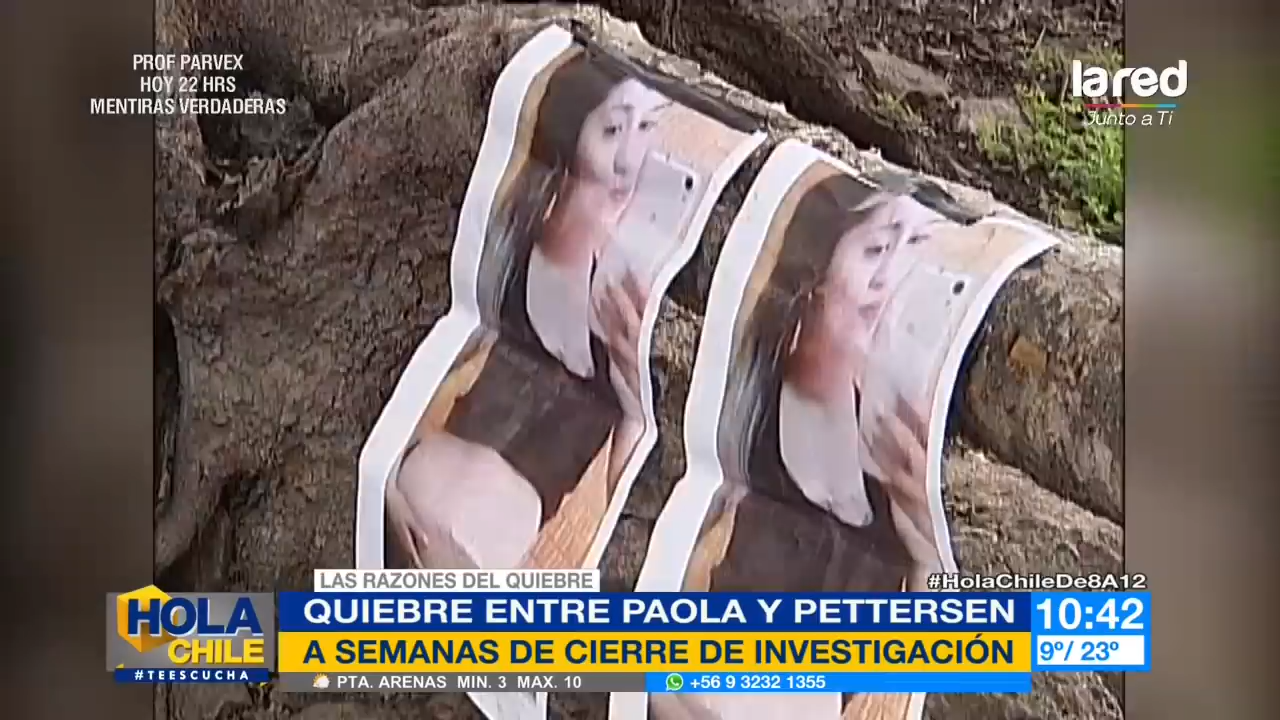 PROF PARVEX
HOY 22 HRS
MENTIRAS VERDADERAS
lared
Junto a Ti
LAS RAZONES DEL QUIEBRE
#HolaChileDe8A12
HOLA
CHILE
#TEESCUCHA
QUIEBRE ENTRE PAOLA Y PETTERSEN
A SEMANAS DE CIERRE DE INVESTIGACIÓN
10:42
9º/ 23º
PTA. ARENAS MIN. 3 MAX. 10
+56 9 3232 1355